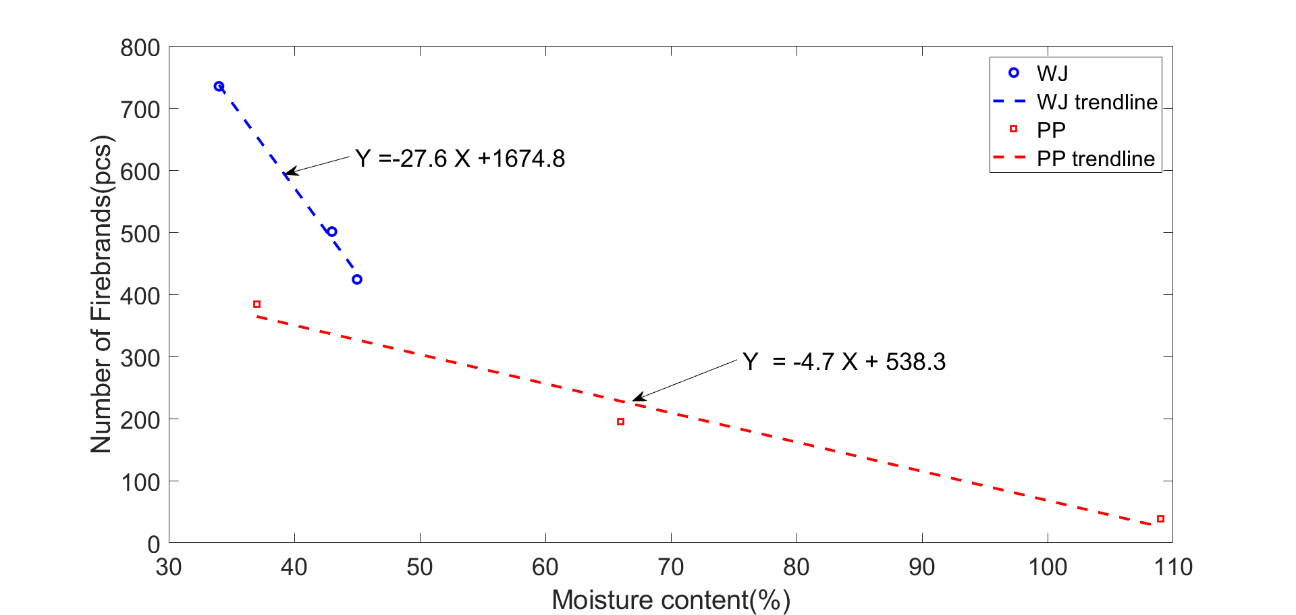 800
700
600
500
400
300
200
100
0
Number of Firebrands(pcs)
WJ
WJ trendline
PP
PP trendline
Y =-27.6 X +1674.8
Y  = -4.7 X + 538.3
30 40 50 60 70 80 90 100 110
Moisture content(%)